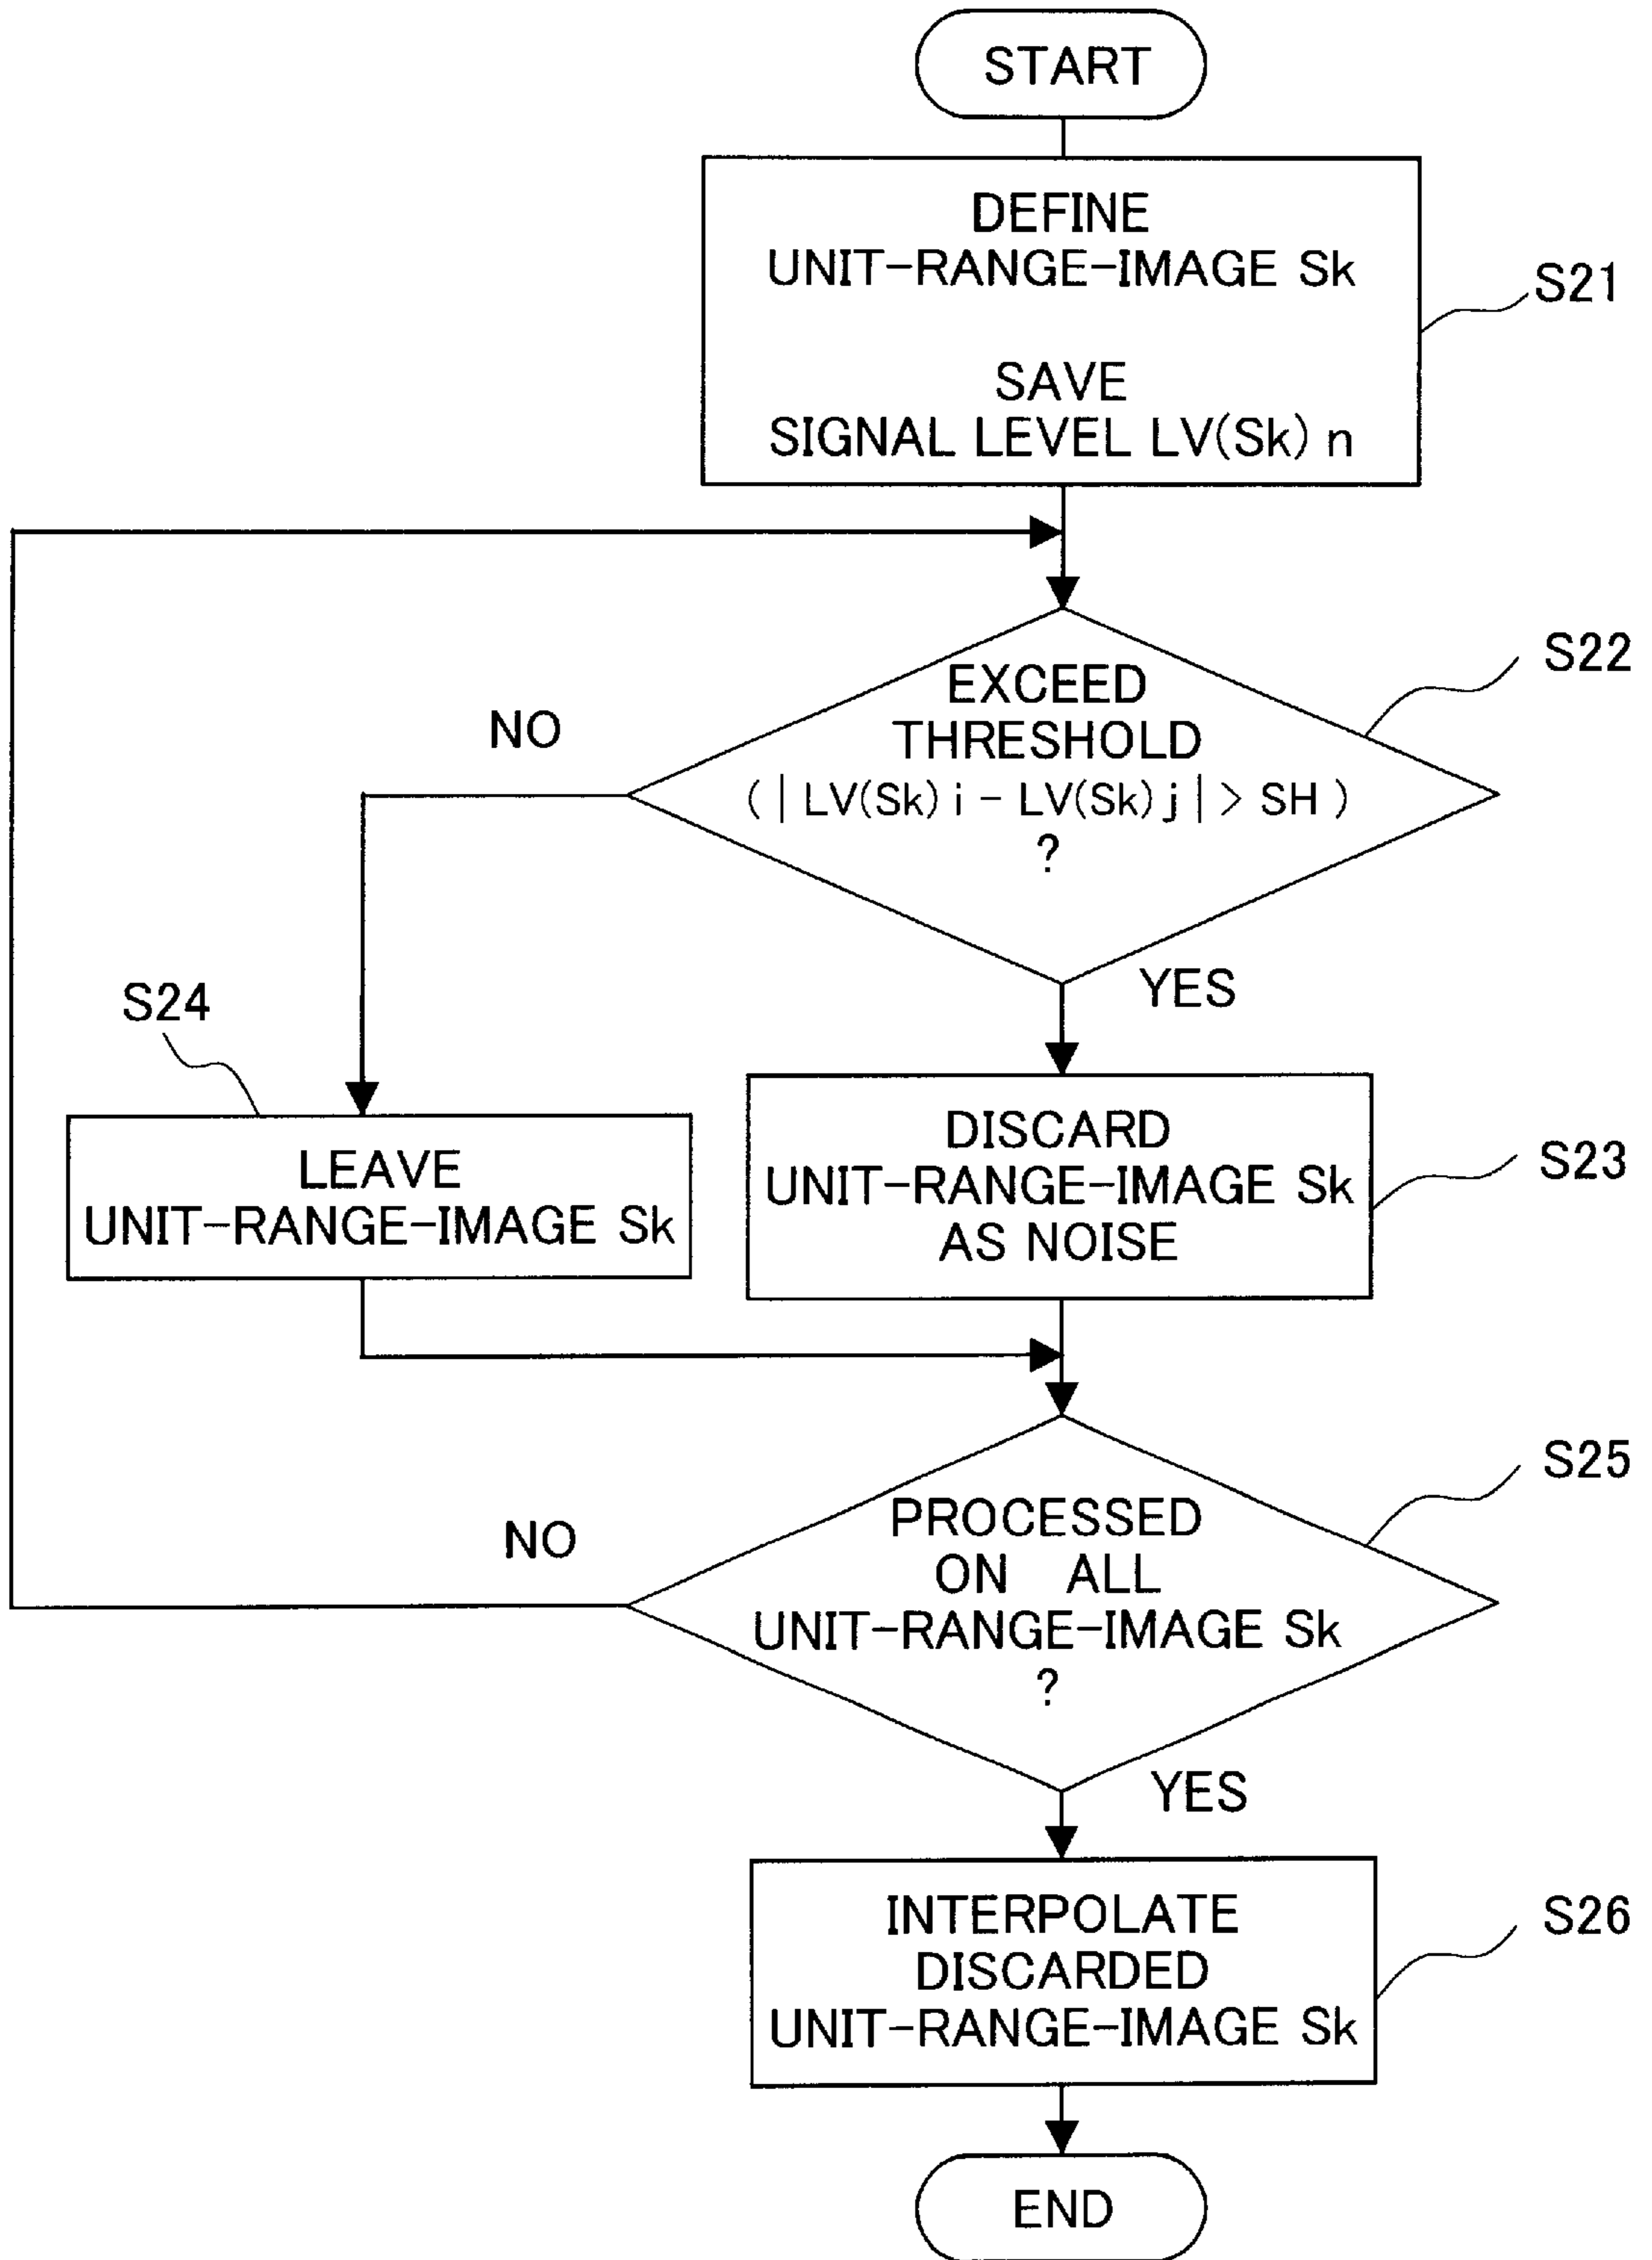 START
DEFINE
UNIT-RANGE-IMAGE Sk
SAVE
SIGNAL LEVEL LV(Sk) n
S21
EXCEED
THRESHOLD
( | LV(Sk) i - LV(Sk) j | > SH )
?
S22
NO
YES
S24
LEAVE
UNIT-RANGE-IMAGE Sk
DISCARD
UNIT-RANGE-IMAGE Sk
AS NOISE
S23
PROCESSED
ON ALL
UNIT-RANGE-IMAGE Sk
?
S25
NO
YES
INTERPOLATE
DISCARDED
UNIT-RANGE-IMAGE Sk
S26
END